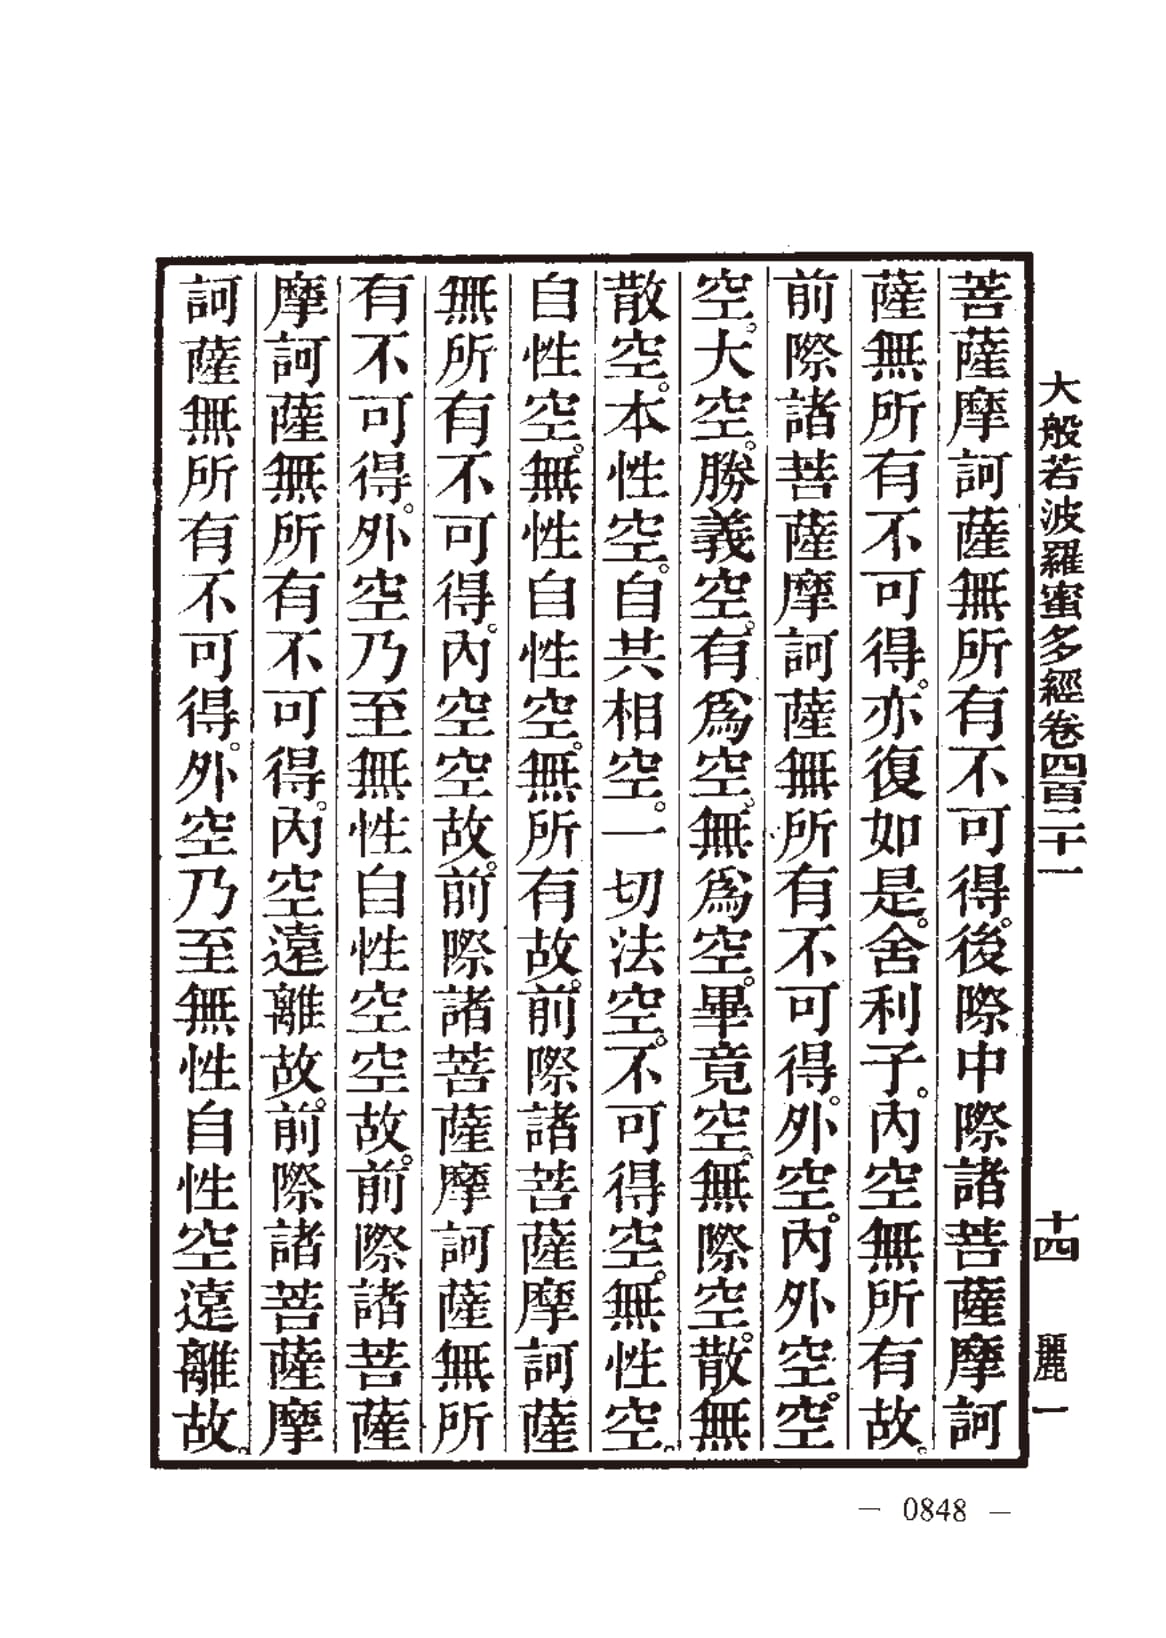 大般若波羅蜜多經卷四百二十一　十四　麗一
菩薩摩訶薩無所有不可得。後際中際諸菩薩摩訶
薩無所有不可得。亦復如是。舍利子。內空無所有故。
前際諸菩薩摩訶薩無所有不可得。外空。內外空。空
空。大空。勝義空。有爲空。無爲空。畢竟空。無際空。散無
散空。本性空。自共相空。一切法空。不可得空。無性空。
自性空。無性自性空。無所有故。前際諸菩薩摩訶薩
無所有不可得。內空空故。前際諸菩薩摩訶薩無所
有不可得。外空乃至無性自性空空故。前際諸菩薩
摩訶薩無所有不可得。內空遠離故。前際諸菩薩摩
訶薩無所有不可得。外空乃至無性自性空遠離故。
— 0848 —